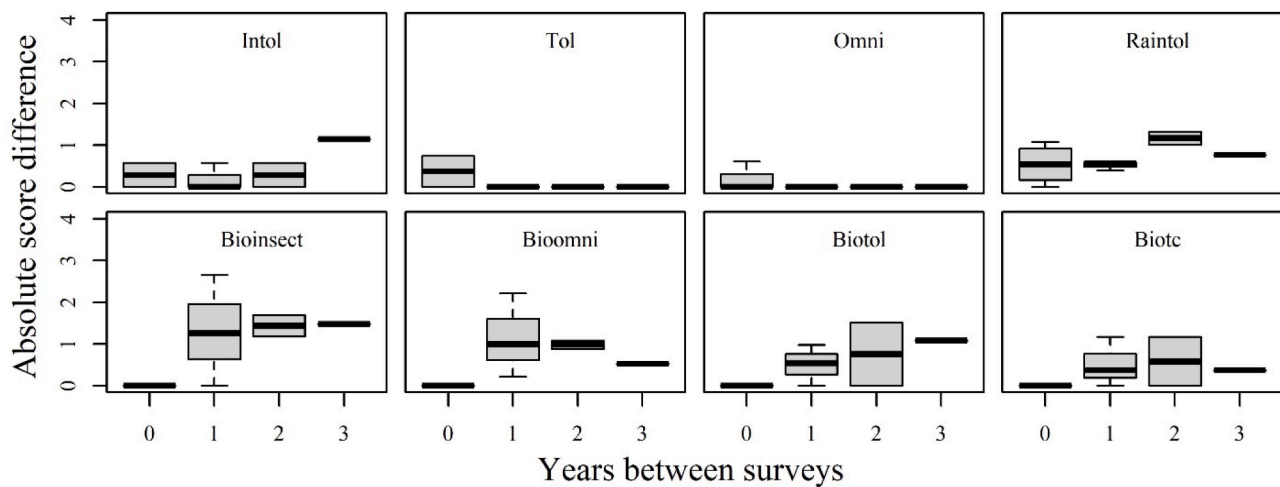 Absolute score difference
4
3
2
1
0
Intol
Tol
Omni
Raintol
4
3
2
1
0
Bioinsect
Bioomni
Biotol
Biotc
0 1 2 3
0 1 2 3
0 1 2 3
0 1 2 3
Years between surveys